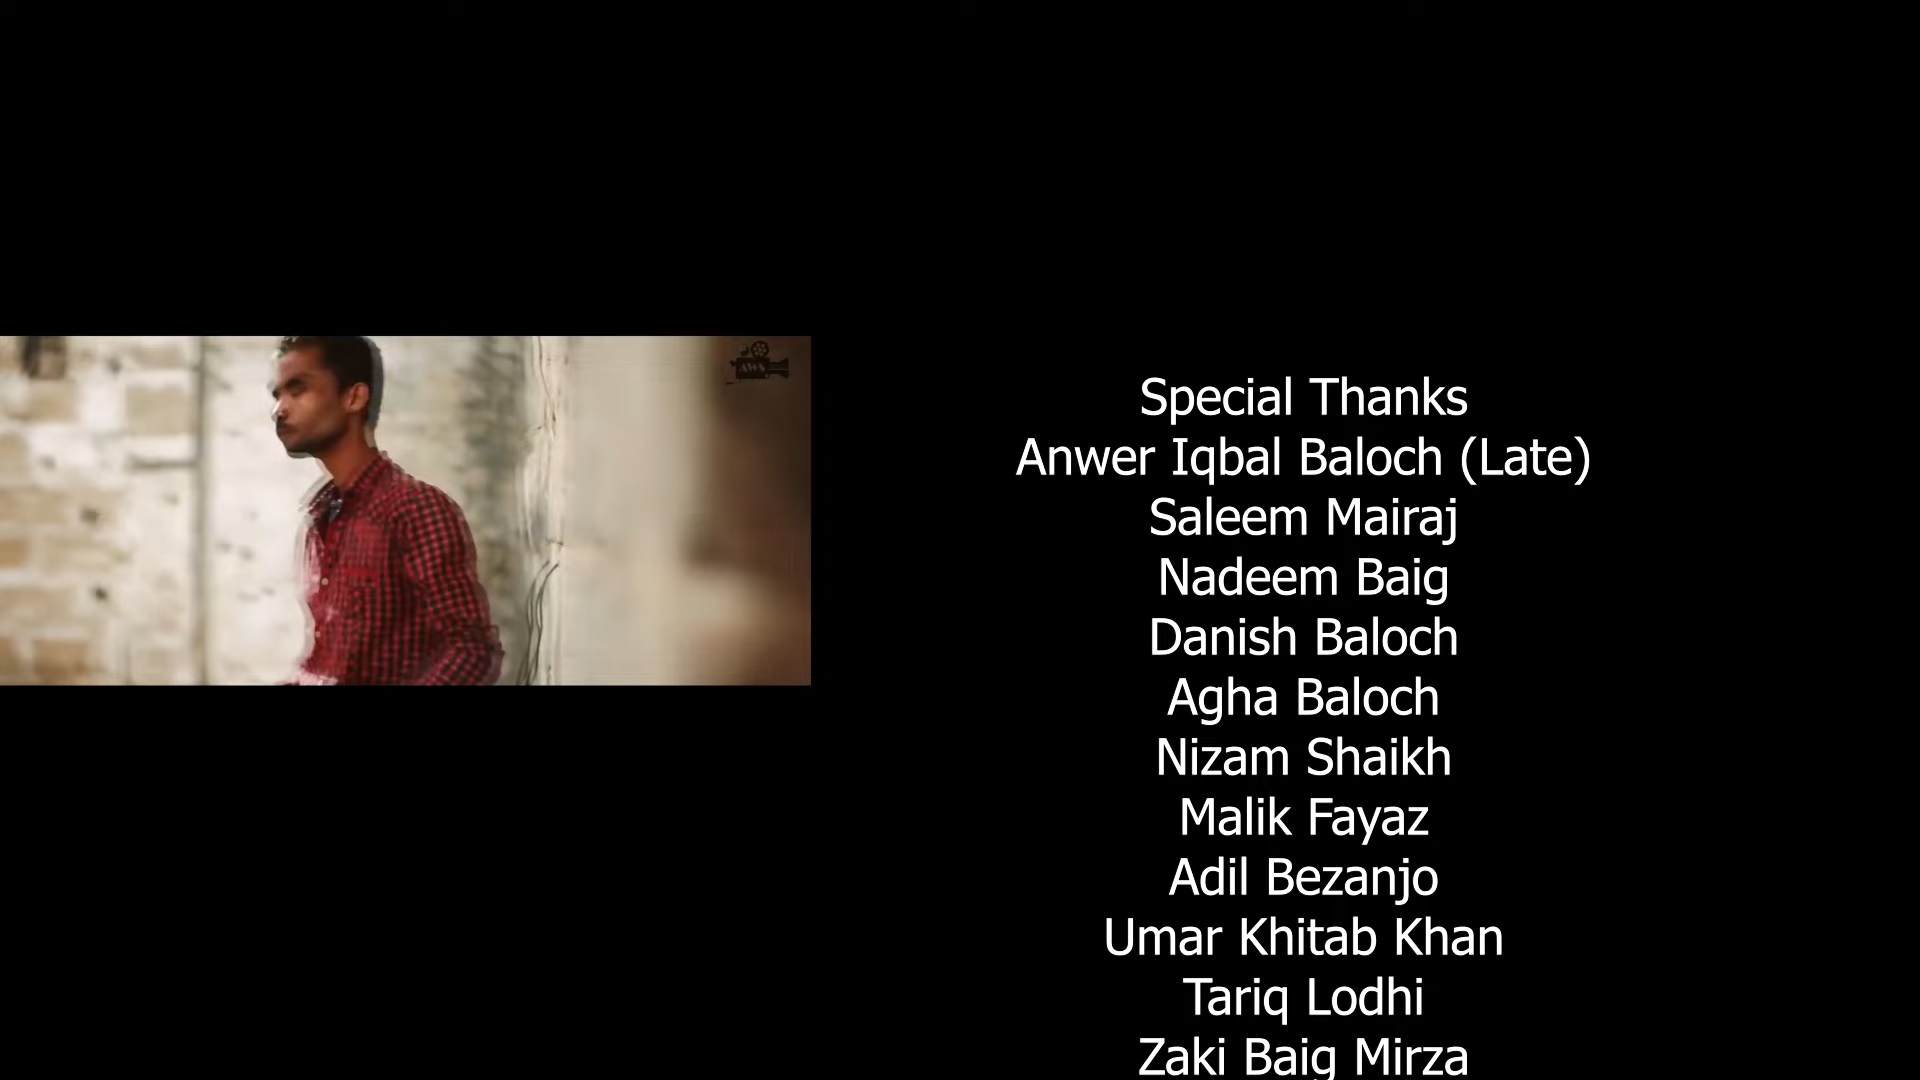 Special Thanks
Anwer Iqbal Baloch (Late)
Saleem Mairaj
Nadeem Baig
Danish Baloch
Agha Baloch
Nizam Shaikh
Malik Fayaz
Adil Bezanjo
Umar Khitab Khan
Tariq Lodhi
Zaki Baig Mirza